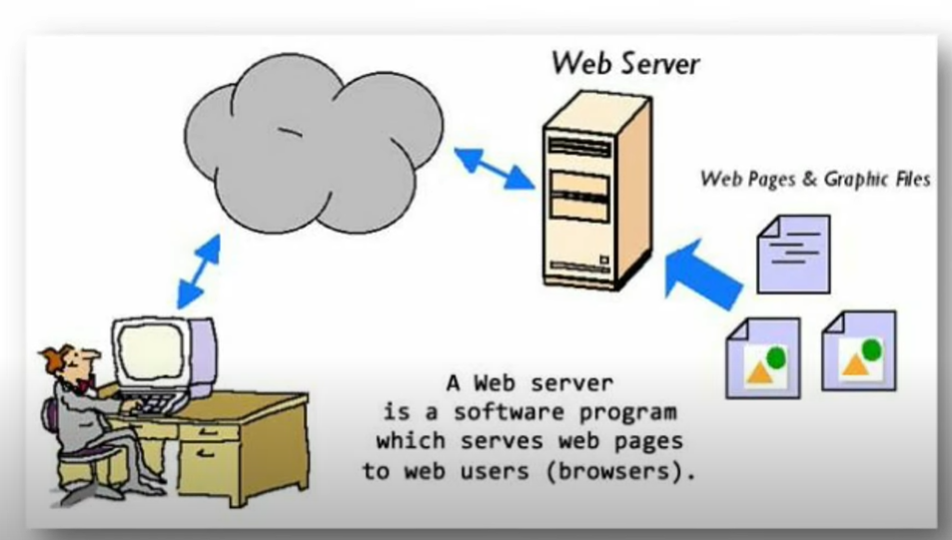 Web Server
Web Pages & Graphic Files
A Web server
is a software program
which serves web pages
to web users (browsers).